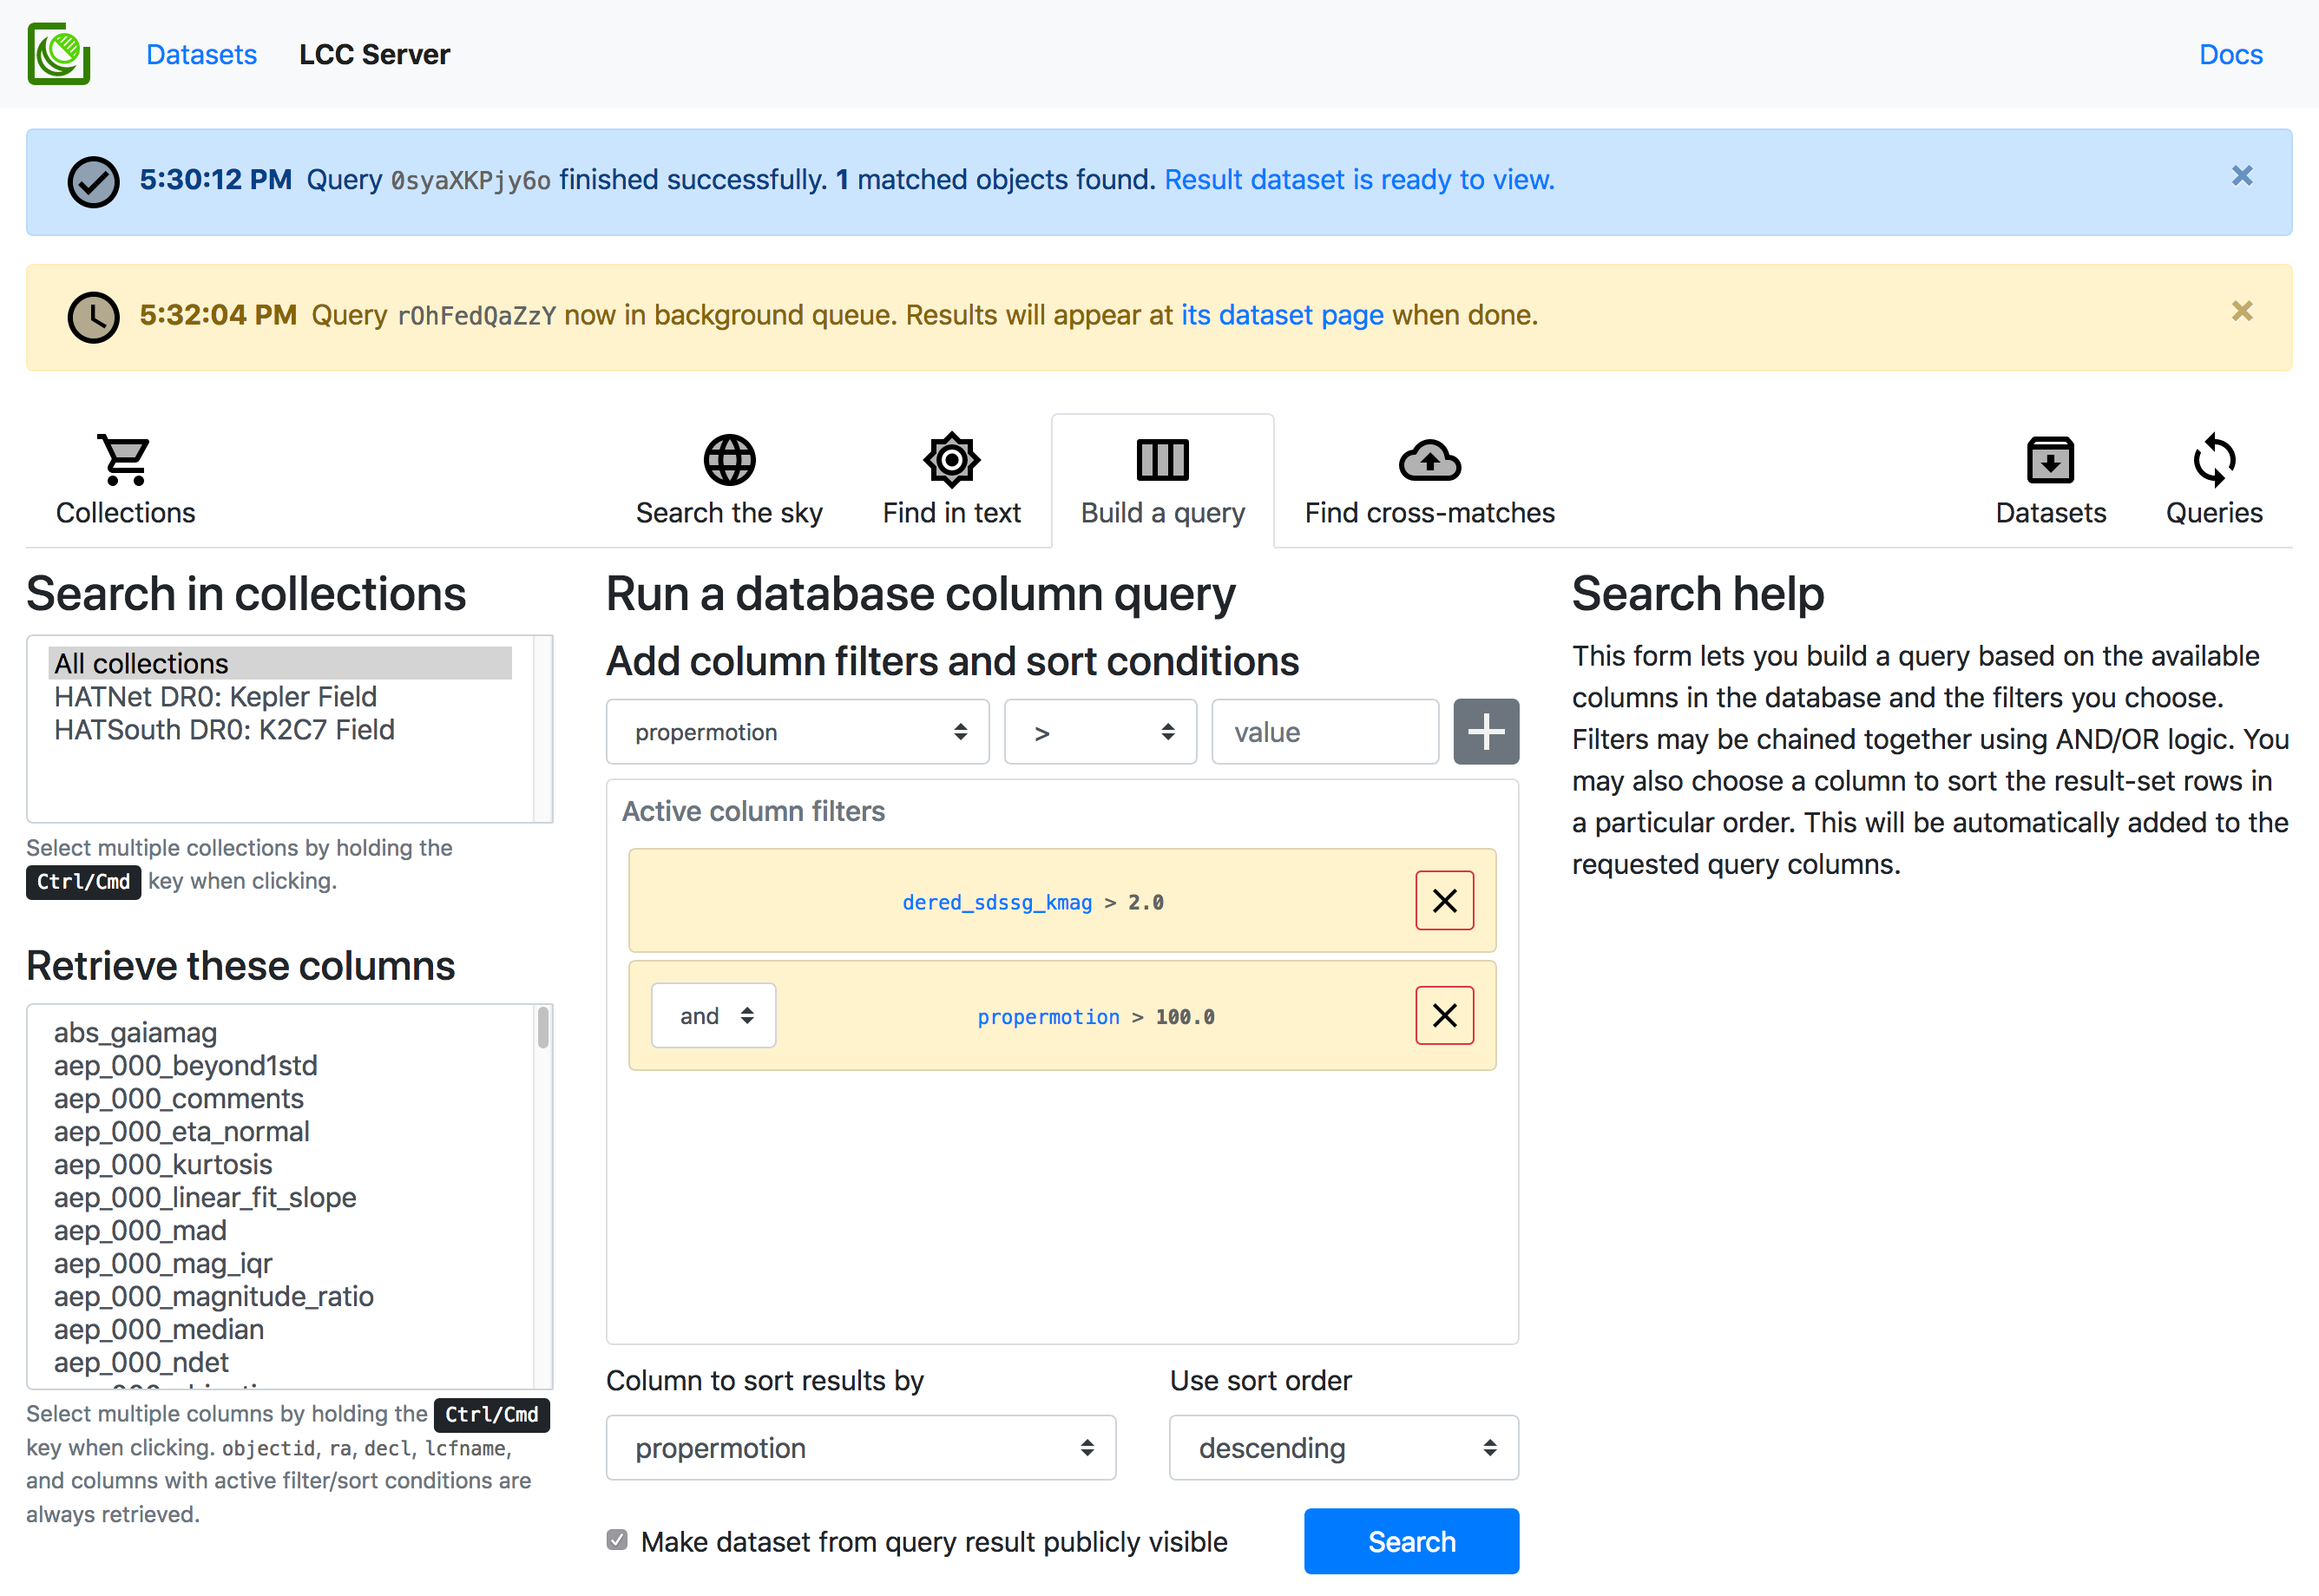 Datasets LCC Server Docs
5:30:12 PM Query 0syaXKPjy6o finished successfully. 1 matched objects found. Result dataset is ready to view. ×
5:32:04 PM Query rOhFedQaZzY now in background queue. Results will appear at its dataset page when done. ×
Collections Search the sky Find in text Build a query Find cross-matches Datasets Queries
Search in collections
All collections
HATNet DR0: Kepler Field
HATSouth DR0: K2C7 Field
Select multiple collections by holding the
Ctrl/Cmd key when clicking.
Retrieve these columns
abs_gaiamag
aep_000_beyond1std
aep_000_comments
aep_000_eta_normal
aep_000_kurtosis
aep_000_linear_fit_slope
aep_000_mad
aep_000_mag_iqr
aep_000_magnitude_ratio
aep_000_median
aep_000_ndet
Select multiple columns by holding the Ctrl/Cmd
key when clicking. objectid, ra, decl, lcfname,
and columns with active filter/sort conditions are
always retrieved.
Run a database column query
Add column filters and sort conditions
propermotion > value
Active column filters
dered_sdssg_kmag > 2.0
and propermotion > 100.0
Column to sort results by Use sort order
propermotion descending
Make dataset from query result publicly visible Search
Search help
This form lets you build a query based on the available
columns in the database and the filters you choose.
Filters may be chained together using AND/OR logic. You
may also choose a column to sort the result-set rows in
a particular order. This will be automatically added to the
requested query columns.